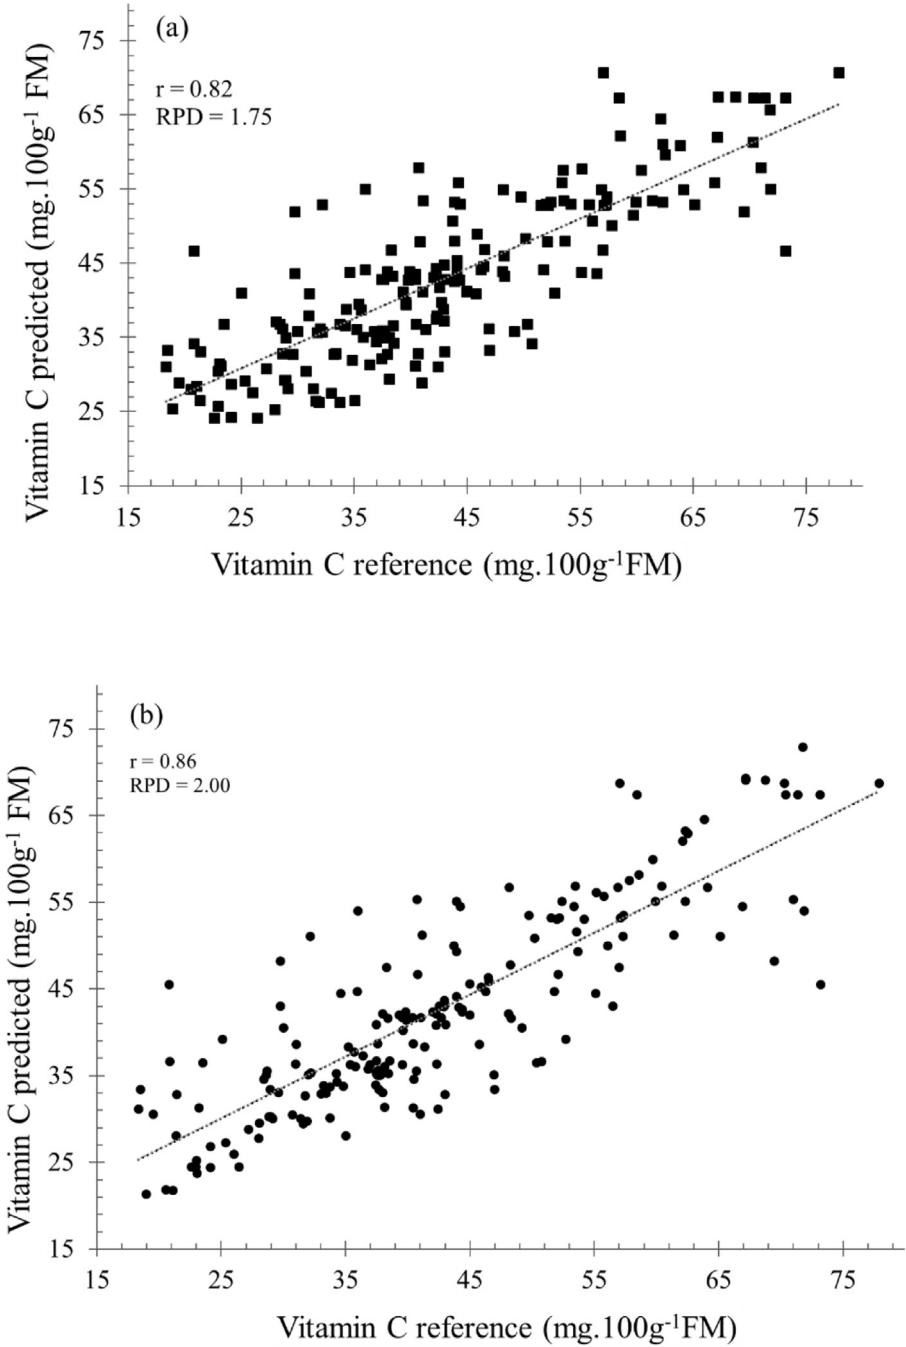 (a)
75
r = 0.82
65
RPD = 1.75
55
45
35
25
15
Vitamin C predicted (mg.100g⁻¹ FM)
15 25 35 45 55 65 75
Vitamin C reference (mg.100g⁻¹FM)
(b)
75
r = 0.86
RPD = 2.00
65
55
45
35
25
15
Vitamin C predicted (mg.100g⁻¹ FM)
15 25 35 45 55 65 75
Vitamin C reference (mg.100g⁻¹FM)